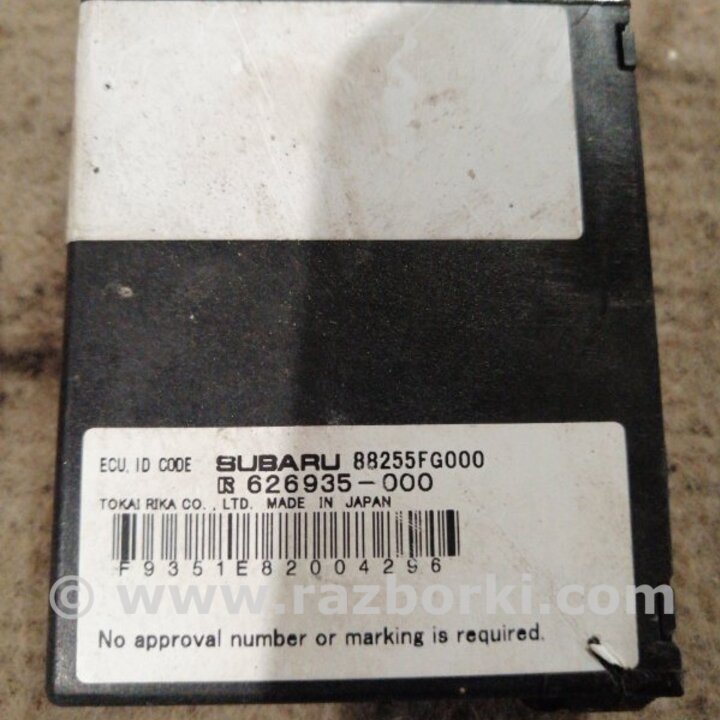 ECU, ID CODE SUBARU 88255FG000
626935-000
TOKAI RIKA CO., LTD. MADE IN JAPAN
F9351E82004296
© www.razborki.com
No approval number or marking is required.